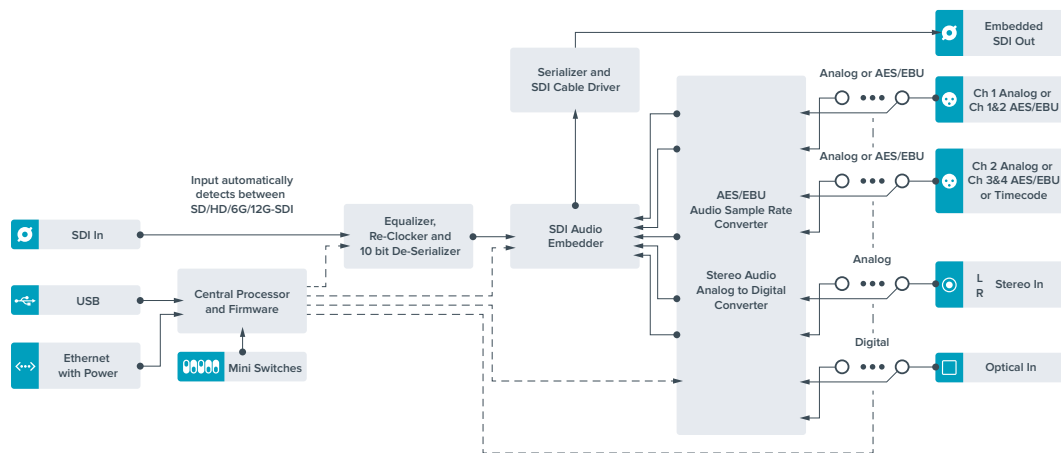 Embedded
SDI Out
Serializer and
SDI Cable Driver
Analog or AES/EBU
Ch 1 Analog or
Ch 1&2 AES/EBU
Analog or AES/EBU
Ch 2 Analog or
Ch 3&4 AES/EBU
or Timecode
Input automatically
detects between
SD/HD/6G/12G-SDI
AES/EBU
Audio Sample Rate
Converter
SDI In
Equalizer,
Re-Clocker and
10 bit De-Serializer
SDI Audio
Embedder
Analog
Stereo Audio
Analog to Digital
Converter
L
R
Stereo In
USB
Central Processor
and Firmware
Digital
Ethernet
with Power
Mini Switches
Optical In